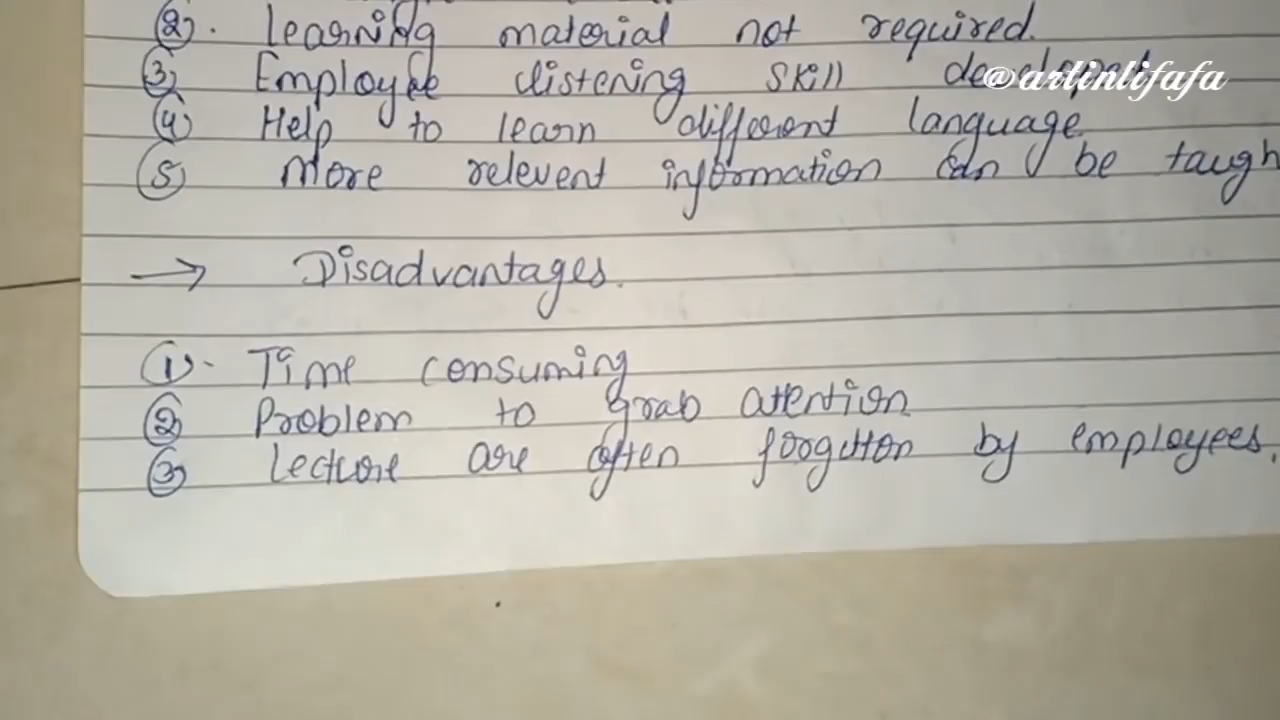 ②. Learning material not required.
③ Employee listening skill developed
@artinlifafa
④ Help to learn different language
⑤ More relevent information can be taugh
→ Disadvantages.
①. Time consuming
② Problem to grab attention
③ Lecture are often forgotton by employees.